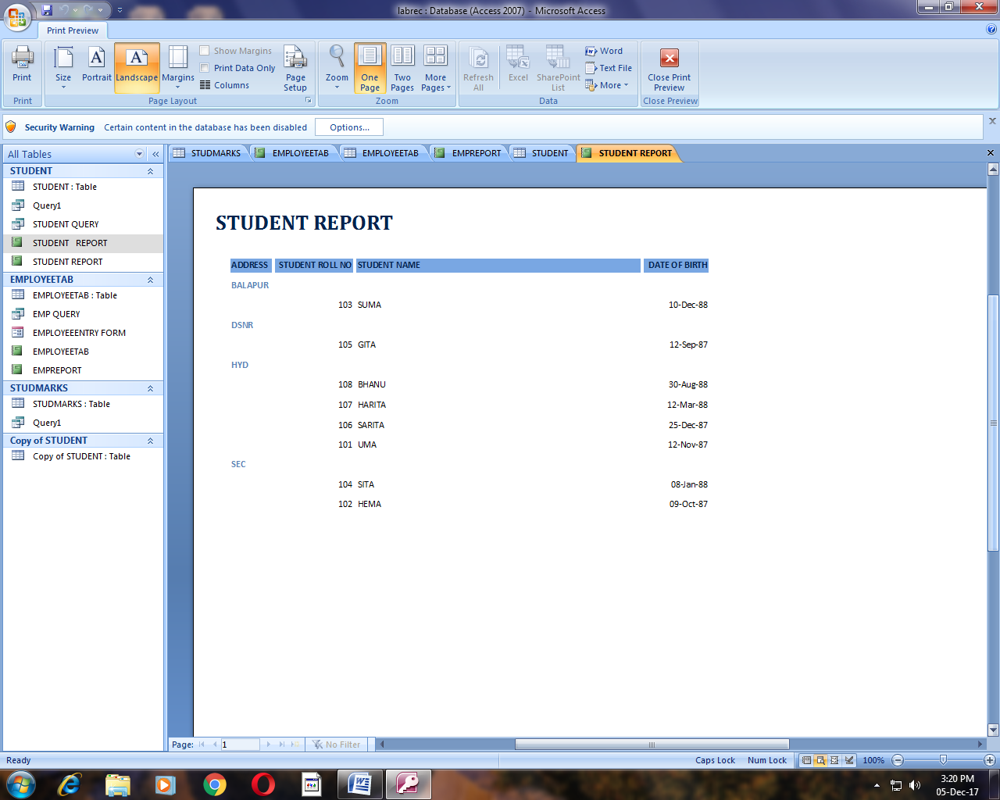 labrec : Database (Access 2007) - Microsoft Access
Print Preview
Print
Size
Portrait
Landscape
Margins
Show Margins
Print Data Only
Columns
Page Setup
Zoom
One Page
Two Pages
More Pages
Refresh All
Excel
SharePoint List
Word
Text File
More
Close Print Preview
Print
Page Layout
Zoom
Data
Close Preview
Security Warning Certain content in the database has been disabled Options...
All Tables
STUDENT
STUDENT : Table
Query1
STUDENT QUERY
STUDENT REPORT
STUDENT REPORT
EMPLOYEETAB
EMPLOYEETAB : Table
EMP QUERY
EMPLOYEEENTRY FORM
EMPLOYEETAB
EMPREPORT
STUDMARKS
STUDMARKS : Table
Query1
Copy of STUDENT
Copy of STUDENT : Table
STUDMARKS EMPLOYEETAB EMPLOYEETAB EMPREPORT STUDENT STUDENT REPORT
STUDENT REPORT
ADDRESS STUDENT ROLL NO STUDENT NAME DATE OF BIRTH
BALAPUR
103 SUMA 10-Dec-88
DSNR
105 GITA 12-Sep-87
HYD
108 BHANU 30-Aug-88
107 HARITA 12-Mar-88
106 SARITA 25-Dec-87
101 UMA 12-Nov-87
SEC
104 SITA 08-Jan-88
102 HEMA 09-Oct-87
Page: 1 No Filter
Ready Caps Lock Num Lock 100%
3:20 PM
05-Dec-17